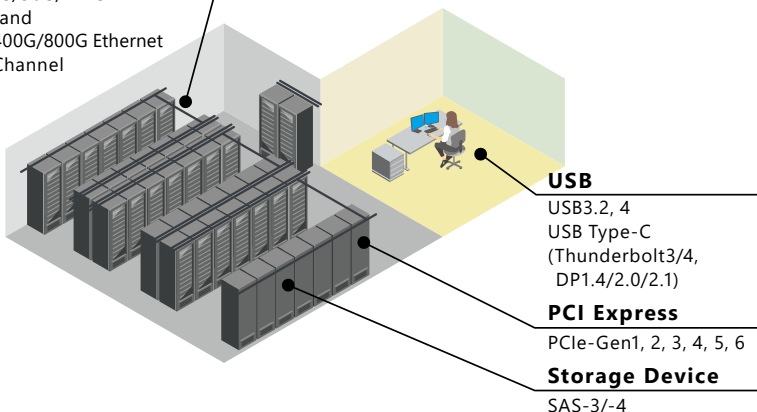 and
400G/800G Ethernet
Channel
USB
USB3.2, 4
USB Type-C
(Thunderbolt3/4,
DP1.4/2.0/2.1)
PCI Express
PCIe-Gen1, 2, 3, 4, 5, 6
Storage Device
SAS-3/-4